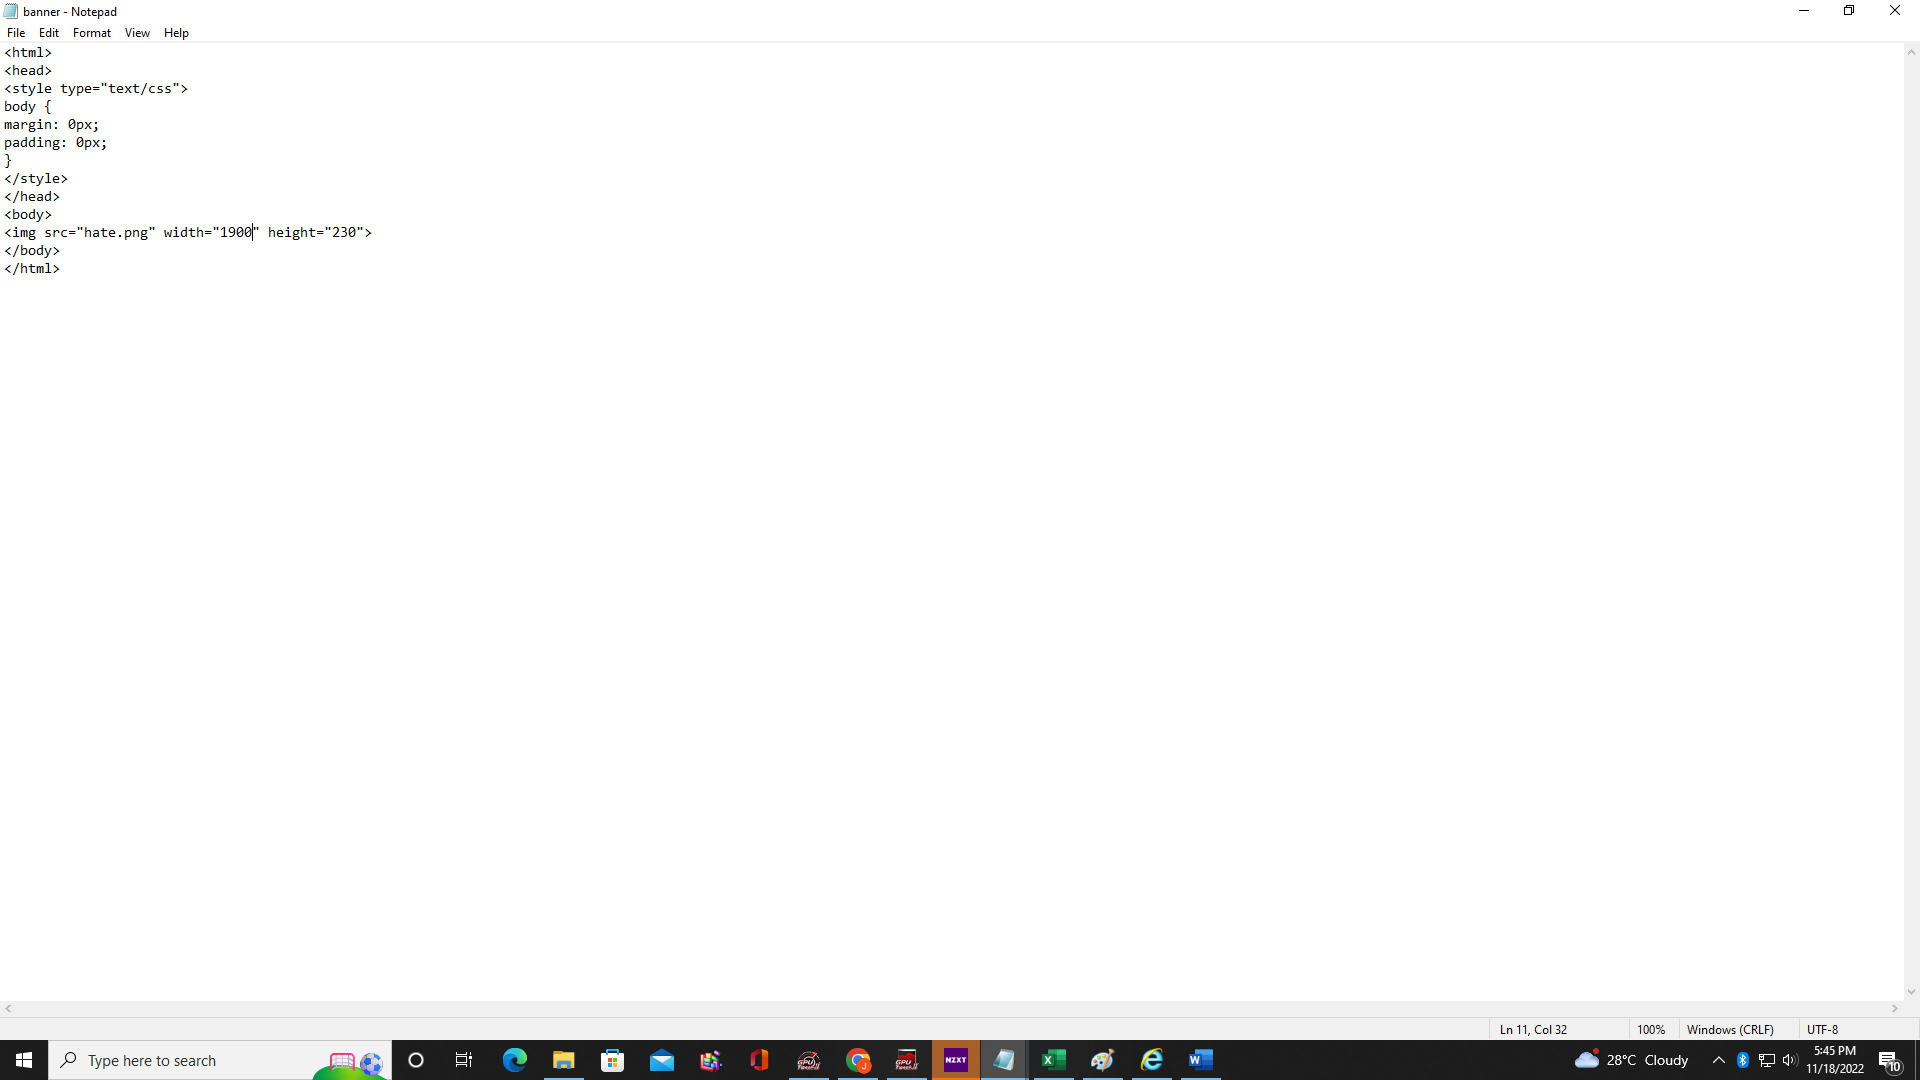 banner - Notepad
File Edit Format View Help
<html>
<head>
<style type="text/css">
body {
margin: 0px;
padding: 0px;
}
</style>
</head>
<body>
<img src="hate.png" width="1900" height="230">
</body>
</html>
Ln 11, Col 32 100% Windows (CRLF) UTF-8
Type here to search
NZXT
28°C Cloudy
5:45 PM
11/18/2022
10